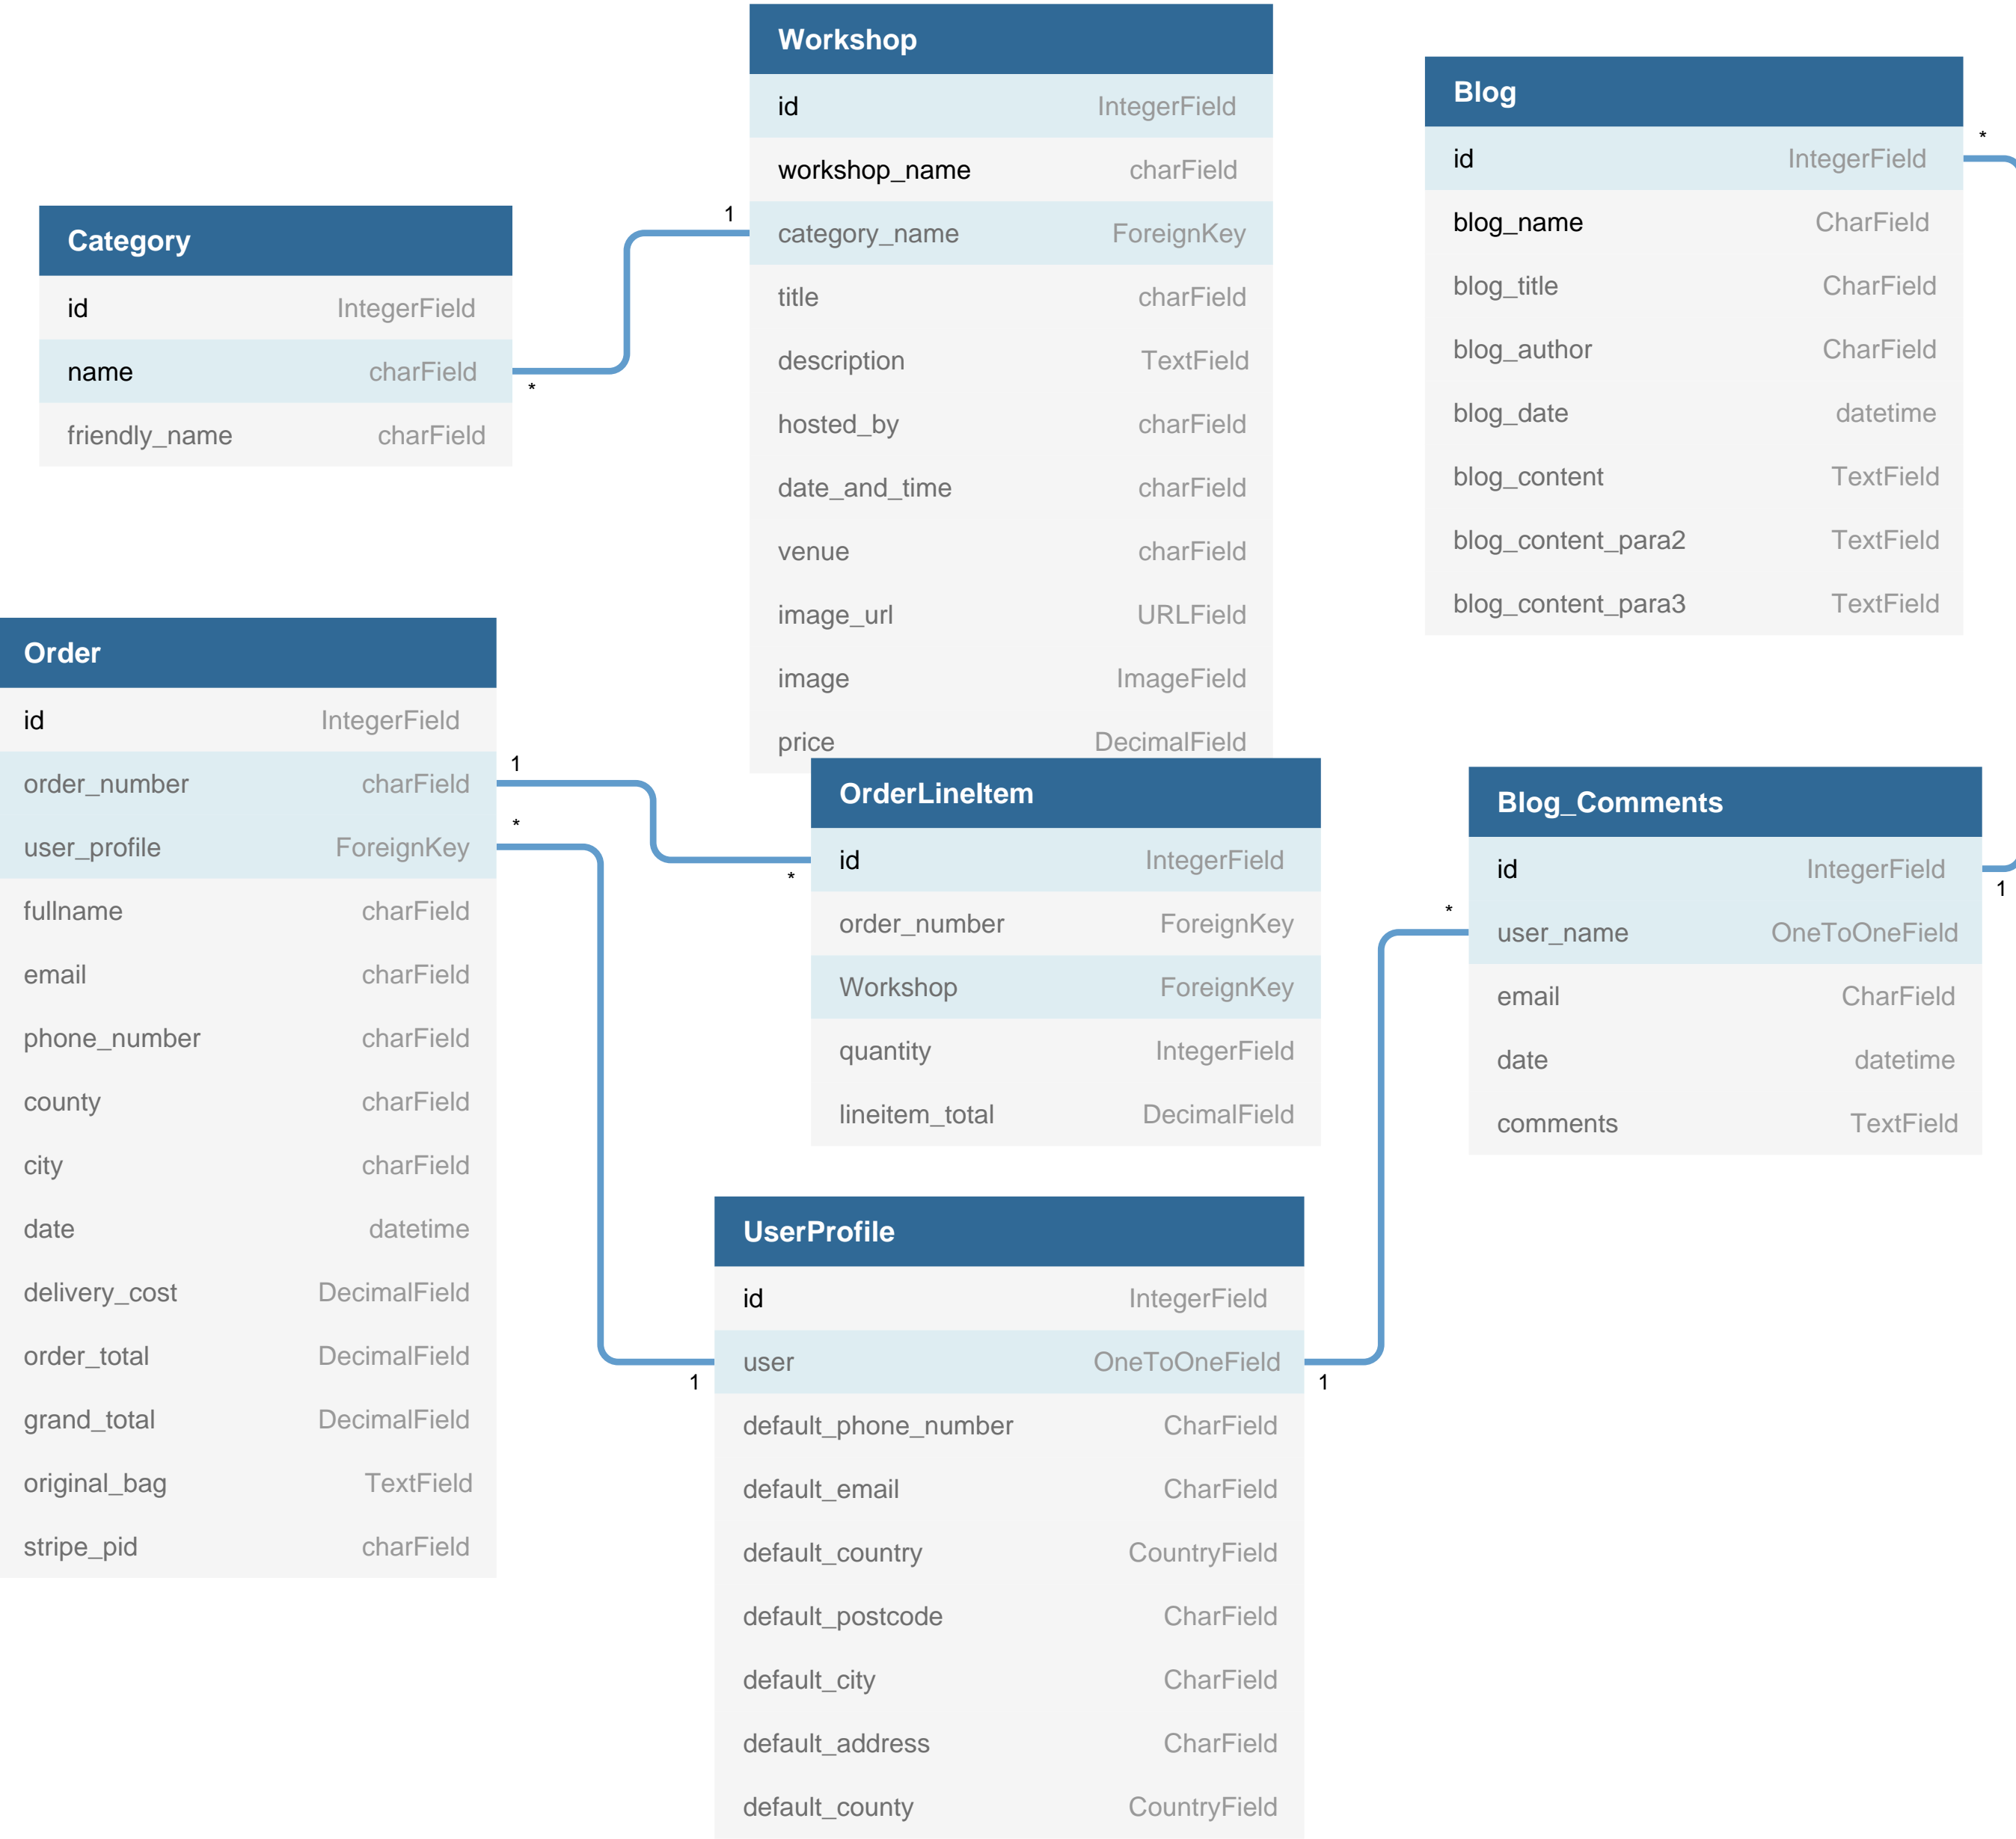 Workshop
id IntegerField
workshop_name charField
1
category_name ForeignKey
title charField
description TextField
hosted_by charField
date_and_time charField
venue charField
image_url URLField
image ImageField
price DecimalField
Blog
*
id IntegerField
blog_name CharField
blog_title CharField
blog_author CharField
blog_date datetime
blog_content TextField
blog_content_para2 TextField
blog_content_para3 TextField
Category
id IntegerField
name charField
*
friendly_name charField
Order
id IntegerField
1
order_number charField
*
user_profile ForeignKey
fullname charField
email charField
phone_number charField
county charField
city charField
date datetime
delivery_cost DecimalField
order_total DecimalField
grand_total DecimalField
original_bag TextField
stripe_pid charField
OrderLineItem
id IntegerField
*
order_number ForeignKey
Workshop ForeignKey
quantity IntegerField
lineitem_total DecimalField
Blog_Comments
id IntegerField
1
*
user_name OneToOneField
email CharField
date datetime
comments TextField
UserProfile
id IntegerField
user OneToOneField
1
1
default_phone_number CharField
default_email CharField
default_country CountryField
default_postcode CharField
default_city CharField
default_address CharField
default_county CountryField